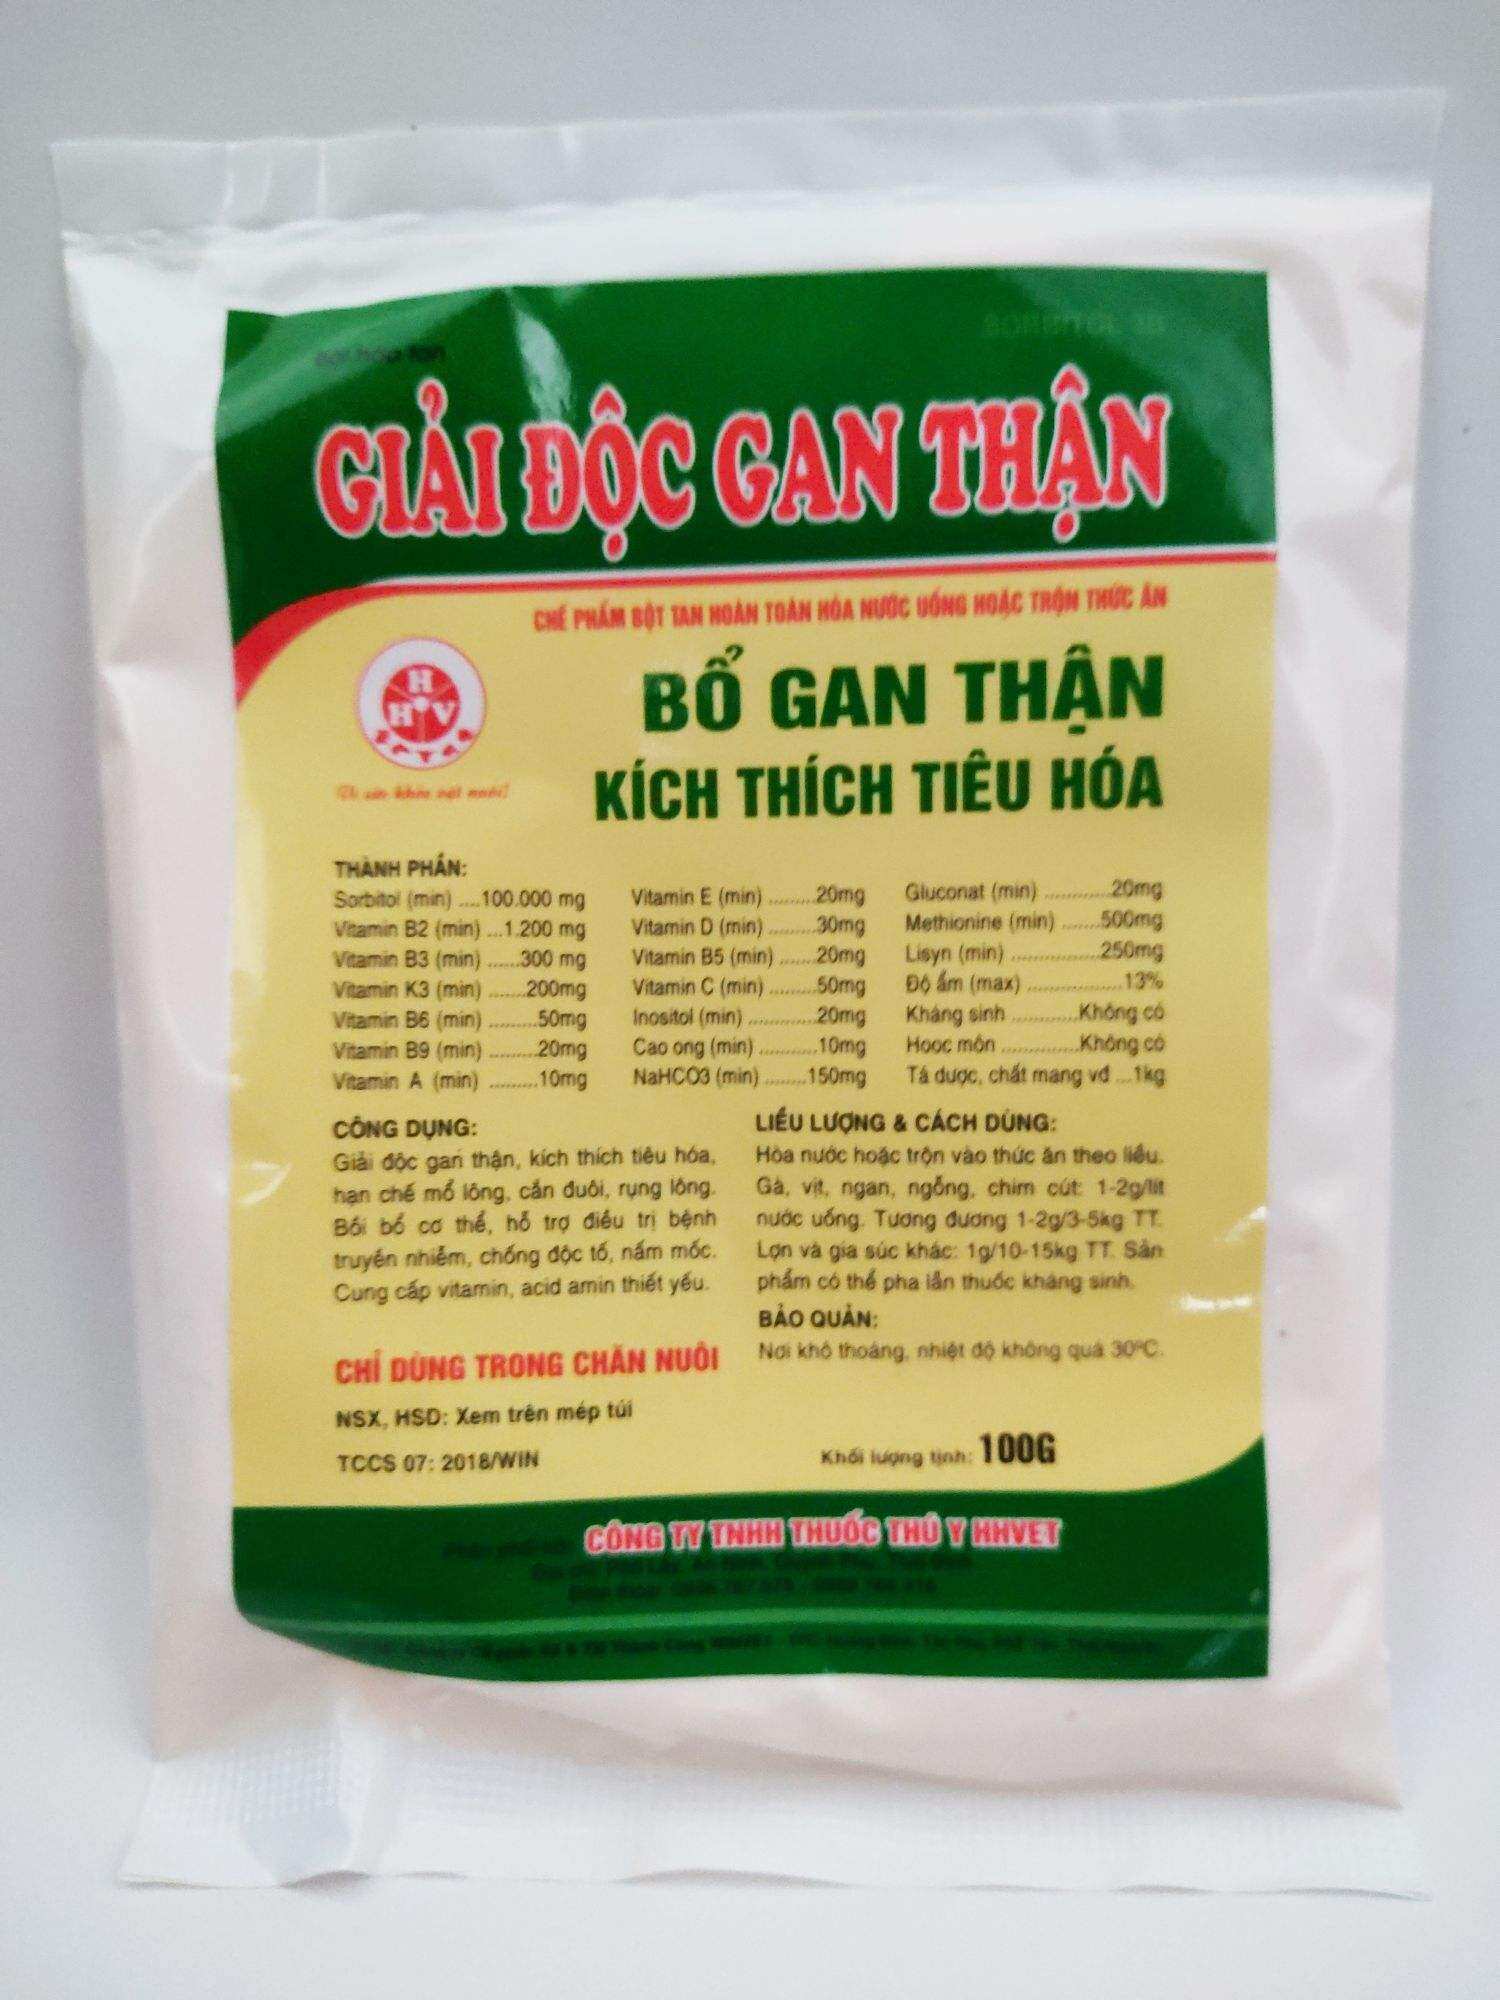 GIẢI ĐỘC GAN THẬN
CHẾ PHẨM BỘT TAN HOÀN TOÀN HÒA NƯỚC UỐNG HOẶC TRỘN THỨC ĂN
H
H V
BỔ GAN THẬN
KÍCH THÍCH TIÊU HÓA
THÀNH PHẦN:
Sorbitol (min) ....100.000 mg
Vitamin B2 (min) ...1.200 mg
Vitamin B3 (min) ......300 mg
Vitamin K3 (min) .......200mg
Vitamin B6 (min) .........50mg
Vitamin B9 (min) .........20mg
Vitamin A (min) .........10mg
Vitamin E (min) .........20mg
Vitamin D (min) .........30mg
Vitamin B5 (min) .......20mg
Vitamin C (min) .........50mg
Inositol (min) ............20mg
Cao ong (min) ..........10mg
NaHCO3 (min) .......150mg
Gluconat (min) ............20mg
Methionine (min) .......500mg
Lisyn (min) ................250mg
Độ ẩm (max) .................13%
Kháng sinh ............Không có
Hooc môn ..............Không có
Tá dược, chất mang vđ ...1kg
CÔNG DỤNG:
Giải độc gan thận, kích thích tiêu hóa,
hạn chế mổ lông, cắn đuôi, rụng lông.
Bồi bổ cơ thể, hỗ trợ điều trị bệnh
truyền nhiễm, chống độc tố, nấm mốc.
Cung cấp vitamin, acid amin thiết yếu.
LIỀU LƯỢNG & CÁCH DÙNG:
Hòa nước hoặc trộn vào thức ăn theo liều.
Gà, vịt, ngan, ngỗng, chim cút: 1-2g/lít
nước uống. Tương đương 1-2g/3-5kg TT.
Lợn và gia súc khác: 1g/10-15kg TT. Sản
phẩm có thể pha lẫn thuốc kháng sinh.
BẢO QUẢN:
Nơi khô thoáng, nhiệt độ không quá 30ºC.
CHỈ DÙNG TRONG CHĂN NUÔI
NSX, HSD: Xem trên mép túi
TCCS 07: 2018/WIN
Khối lượng tịnh: 100G
CÔNG TY TNHH THUỐC THÚ Y HHVET